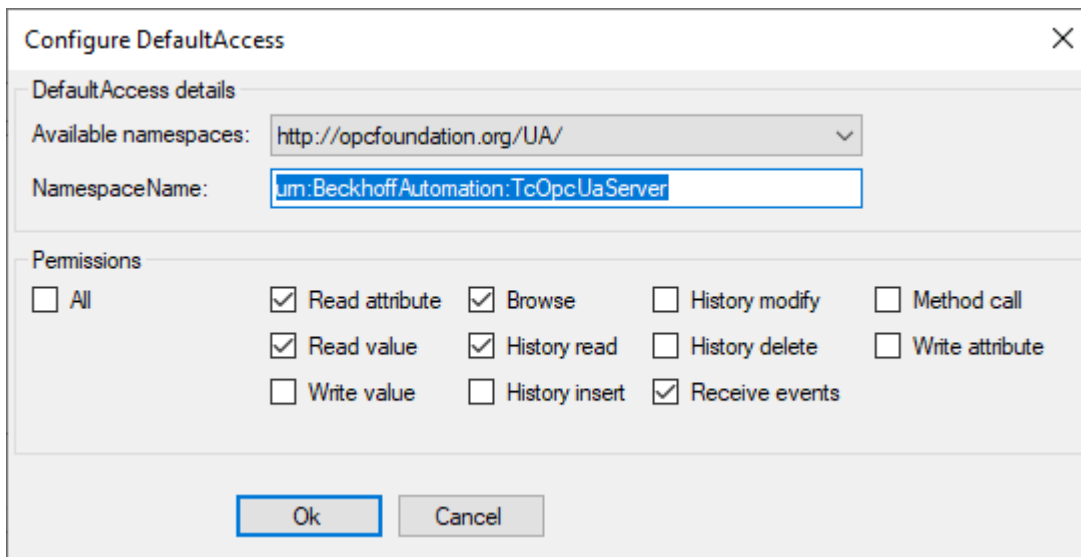 Configure DefaultAccess
DefaultAccess details
Available namespaces: http://opcfoundation.org/UA/
NamespaceName: urn:BeckhoffAutomation:TcOpcUaServer
Permissions
All Read attribute Browse History modify Method call
Read value History read History delete Write attribute
Write value History insert Receive events
Ok Cancel